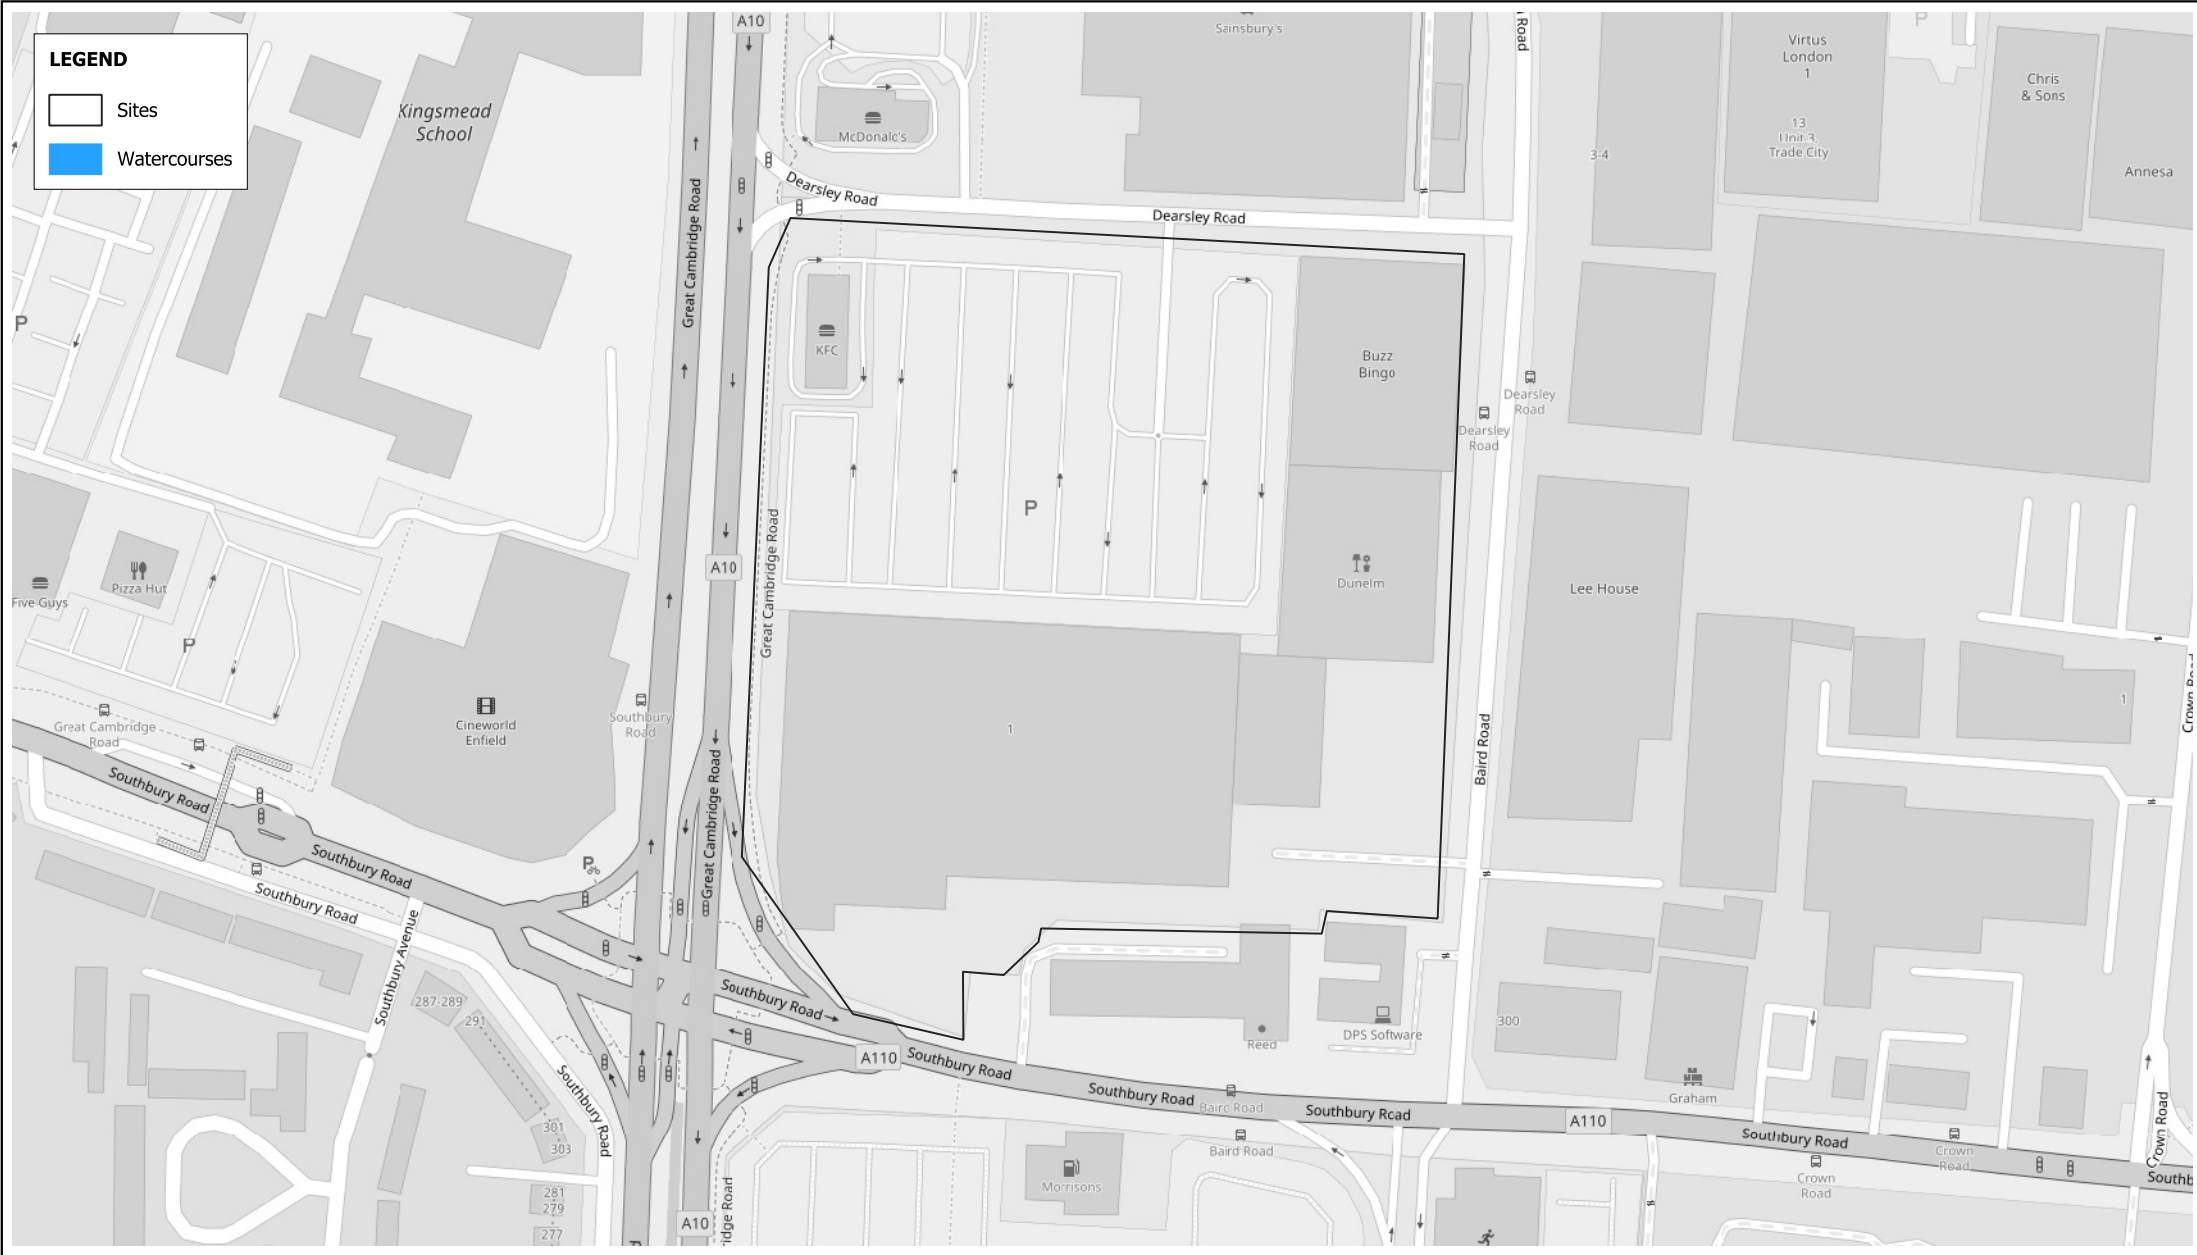 LEGEND
Sites
Watercourses
A10
Sainsbury's
Road
Virtus
London
1
13
Unit 3,
Trade City
P
Chris
& Sons
Annesa
3-4
Kingsmead
School
McDonald's
Dearsley Road
Dearsley Road
Great Cambridge Road
P
KFC
Buzz
Bingo
Dearsley
Road
Dearsley
Road
P
A10
Great Cambridge Road
Dunelm
Lee House
Five Guys
Pizza Hut
P
Cineworld
Enfield
Southbury
Road
Great Cambridge
Road
1
1
Baird Road
Crown Road
Southbury Road
Great Cambridge Road
P
Southbury Road
Southbury Road
Southbury Avenue
287-289
291
Southbury Road
A110
Southbury Road
Reed
DPS Software
300
Graham
Southbury Road
Southbury Road
Baird Road
Southbury Road
A110
Southbury Road
Baird Road
Crown
Road
Crown
Road
Crown Road
Southb
301
303
281
279
277
Morrisons
A10
ridge Road